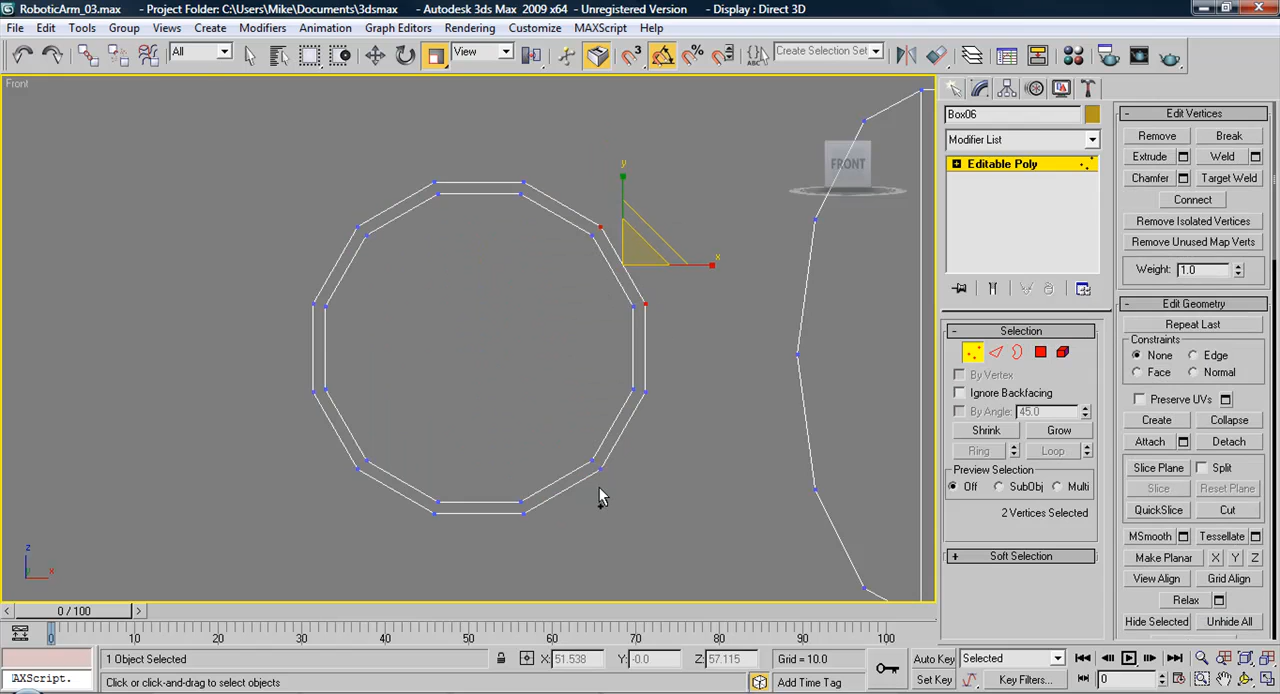 RoboticArm_03.max - Project Folder: C:\Users\Mike\Documents\3dsmax - Autodesk 3ds Max 2009 x64 - Unregistered Version - Display : Direct 3D
File Edit Tools Group Views Create Modifiers Animation Graph Editors Rendering Customize MAXScript Help
All View Create Selection Set
Front
y
x
FRONT
z
x
Box06
Modifier List
Editable Poly
- Selection
By Vertex
Ignore Backfacing
By Angle: 45.0
Shrink Grow
Ring Loop
Preview Selection
Off SubObj Multi
2 Vertices Selected
+ Soft Selection
- Edit Vertices
Remove Break
Extrude Weld
Chamfer Target Weld
Connect
Remove Isolated Vertices
Remove Unused Map Verts
Weight: 1.0
- Edit Geometry
Repeat Last
Constraints
None Edge
Face Normal
Preserve UVs
Create Collapse
Attach Detach
Slice Plane Split
Slice Reset Plane
QuickSlice Cut
MSmooth Tessellate
Make Planar X Y Z
View Align Grid Align
Relax
Hide Selected Unhide All
< 0 / 100 >
0 10 20 30 40 50 60 70 80 90 100
1 Object Selected X: 51.538 Y: -0.0 Z: 57.115 Grid = 10.0 Auto Key Selected
AXScript. Click or click-and-drag to select objects Add Time Tag Set Key Key Filters... 0